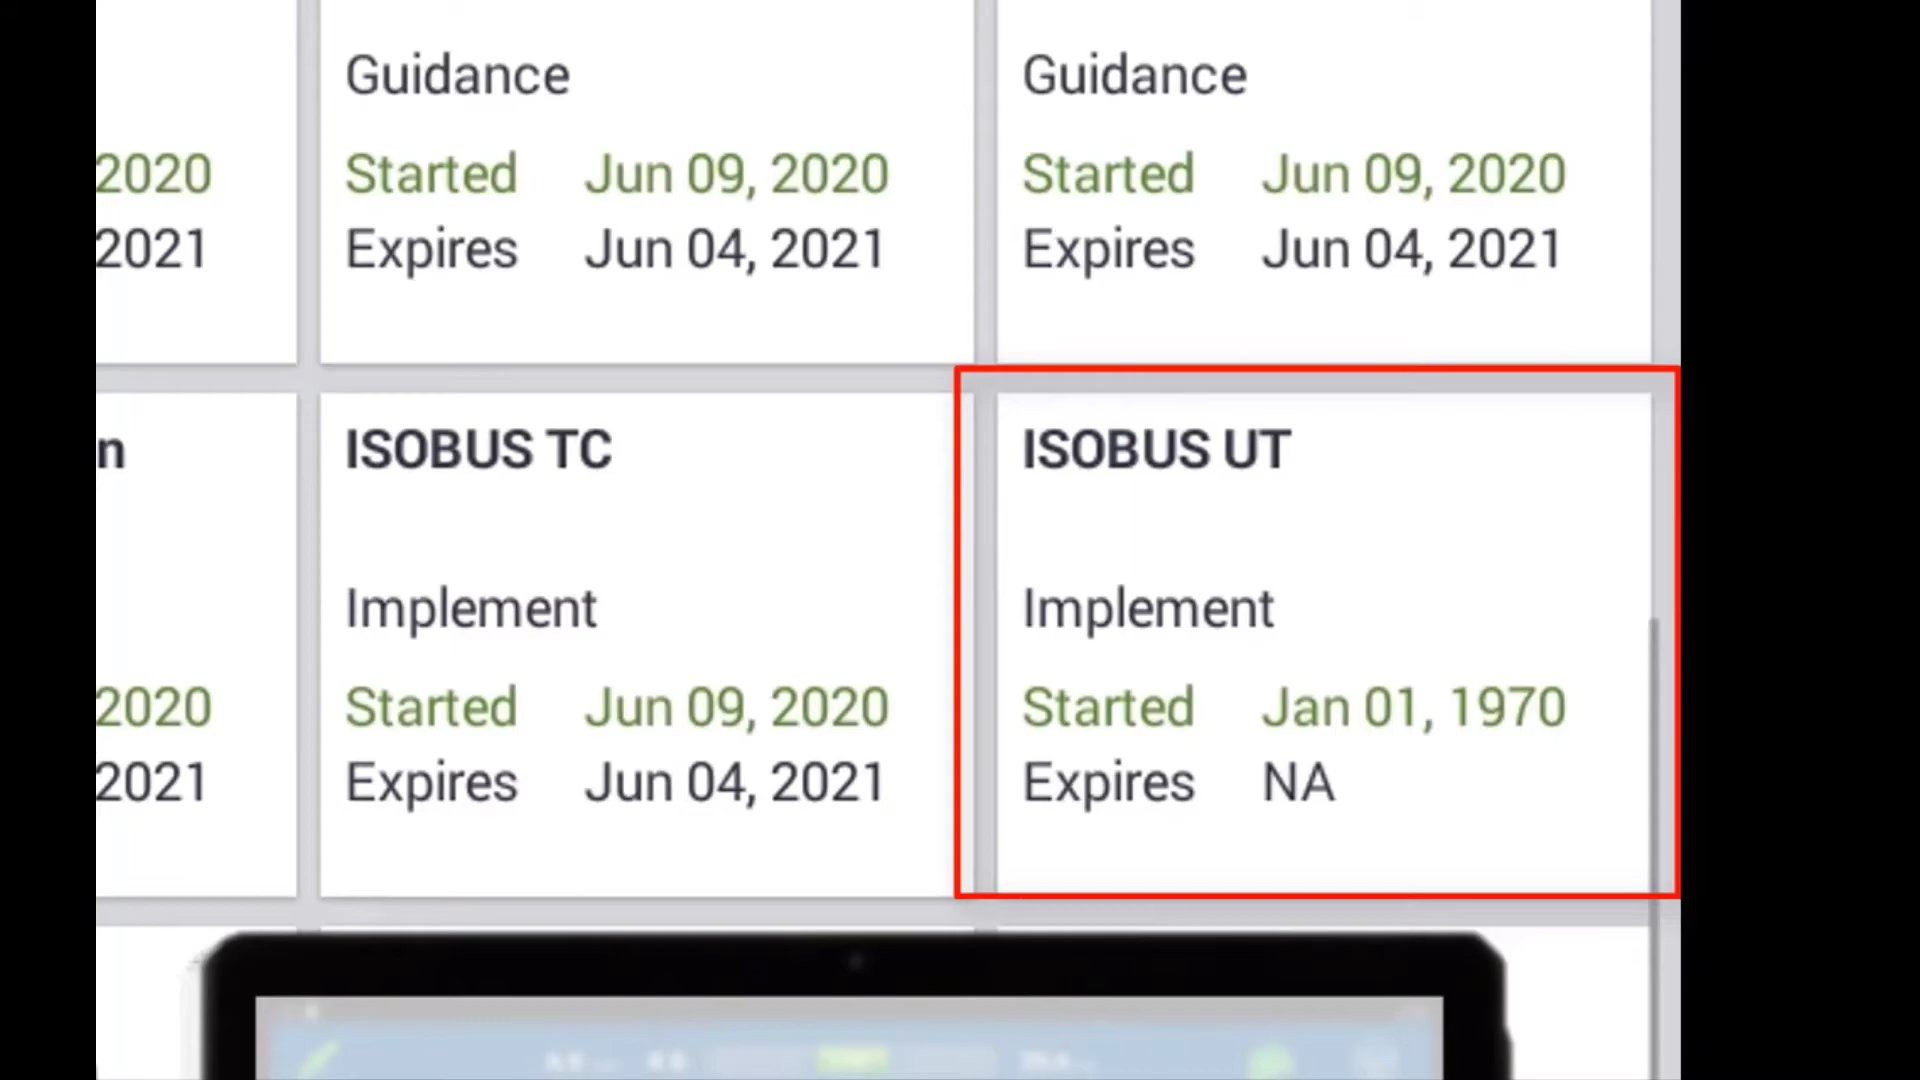 Guidance
Guidance
2020
Started Jun 09, 2020
Started Jun 09, 2020
2021
Expires Jun 04, 2021
Expires Jun 04, 2021
n
ISOBUS TC
ISOBUS UT
Implement
Implement
2020
Started Jun 09, 2020
Started Jan 01, 1970
2021
Expires Jun 04, 2021
Expires NA